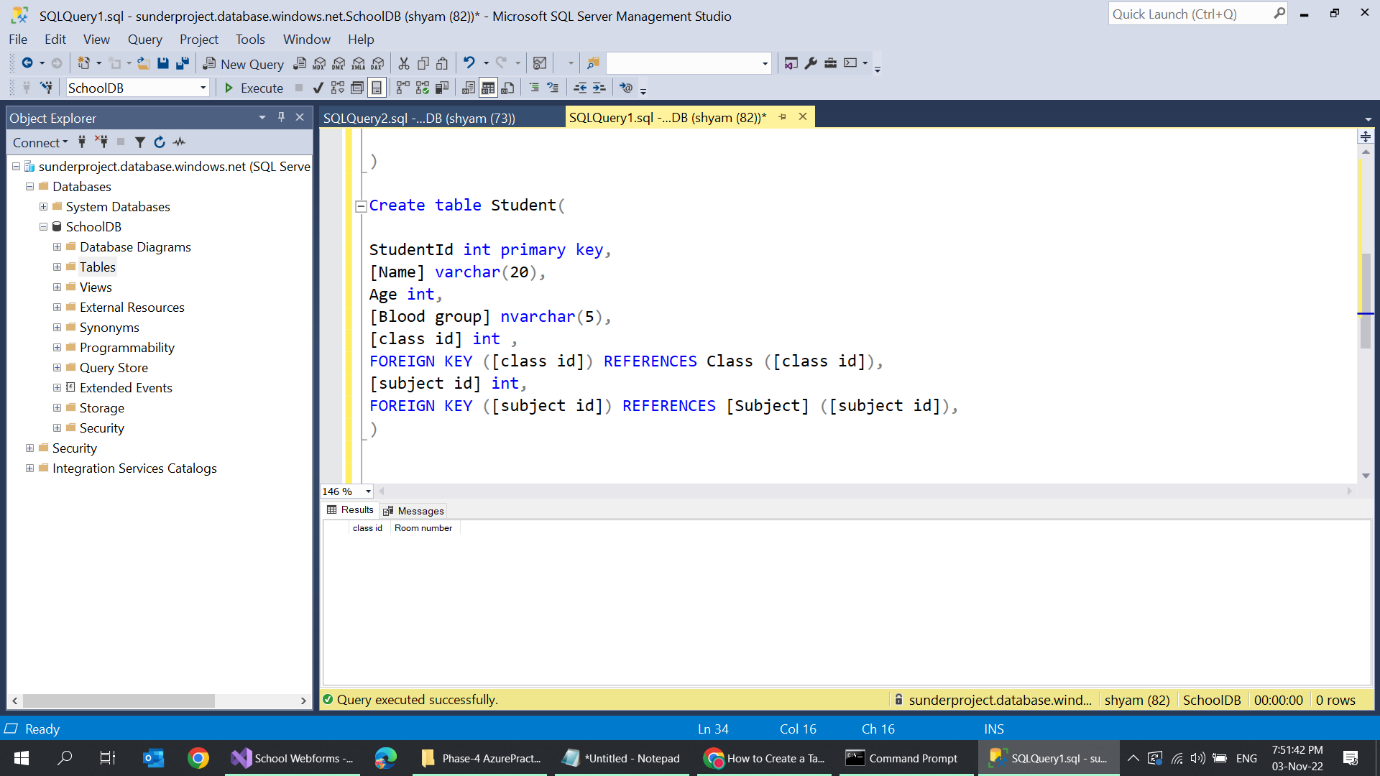 SQLQuery1.sql - sunderproject.database.windows.net.SchoolDB (shyam (82))* - Microsoft SQL Server Management Studio
Quick Launch (Ctrl+Q)
File Edit View Query Project Tools Window Help
New Query
SchoolDB
Execute
Object Explorer
SQLQuery2.sql -...DB (shyam (73))
SQLQuery1.sql -...DB (shyam (82))*
Connect
sunderproject.database.windows.net (SQL Serve
Databases
System Databases
SchoolDB
Database Diagrams
Tables
Views
External Resources
Synonyms
Programmability
Query Store
Extended Events
Storage
Security
Security
Integration Services Catalogs
)
Create table Student(
StudentId int primary key,
[Name] varchar(20),
Age int,
[Blood group] nvarchar(5),
[class id] int ,
FOREIGN KEY ([class id]) REFERENCES Class ([class id]),
[subject id] int,
FOREIGN KEY ([subject id]) REFERENCES [Subject] ([subject id]),
)
146 %
Results Messages
class id Room number
Query executed successfully.
sunderproject.database.wind... shyam (82) SchoolDB 00:00:00 0 rows
Ready
Ln 34 Col 16 Ch 16 INS
School Webforms -...
Phase-4 AzurePract...
*Untitled - Notepad
How to Create a Ta...
Command Prompt
SQLQuery1.sql - su...
ENG
7:51:42 PM
03-Nov-22